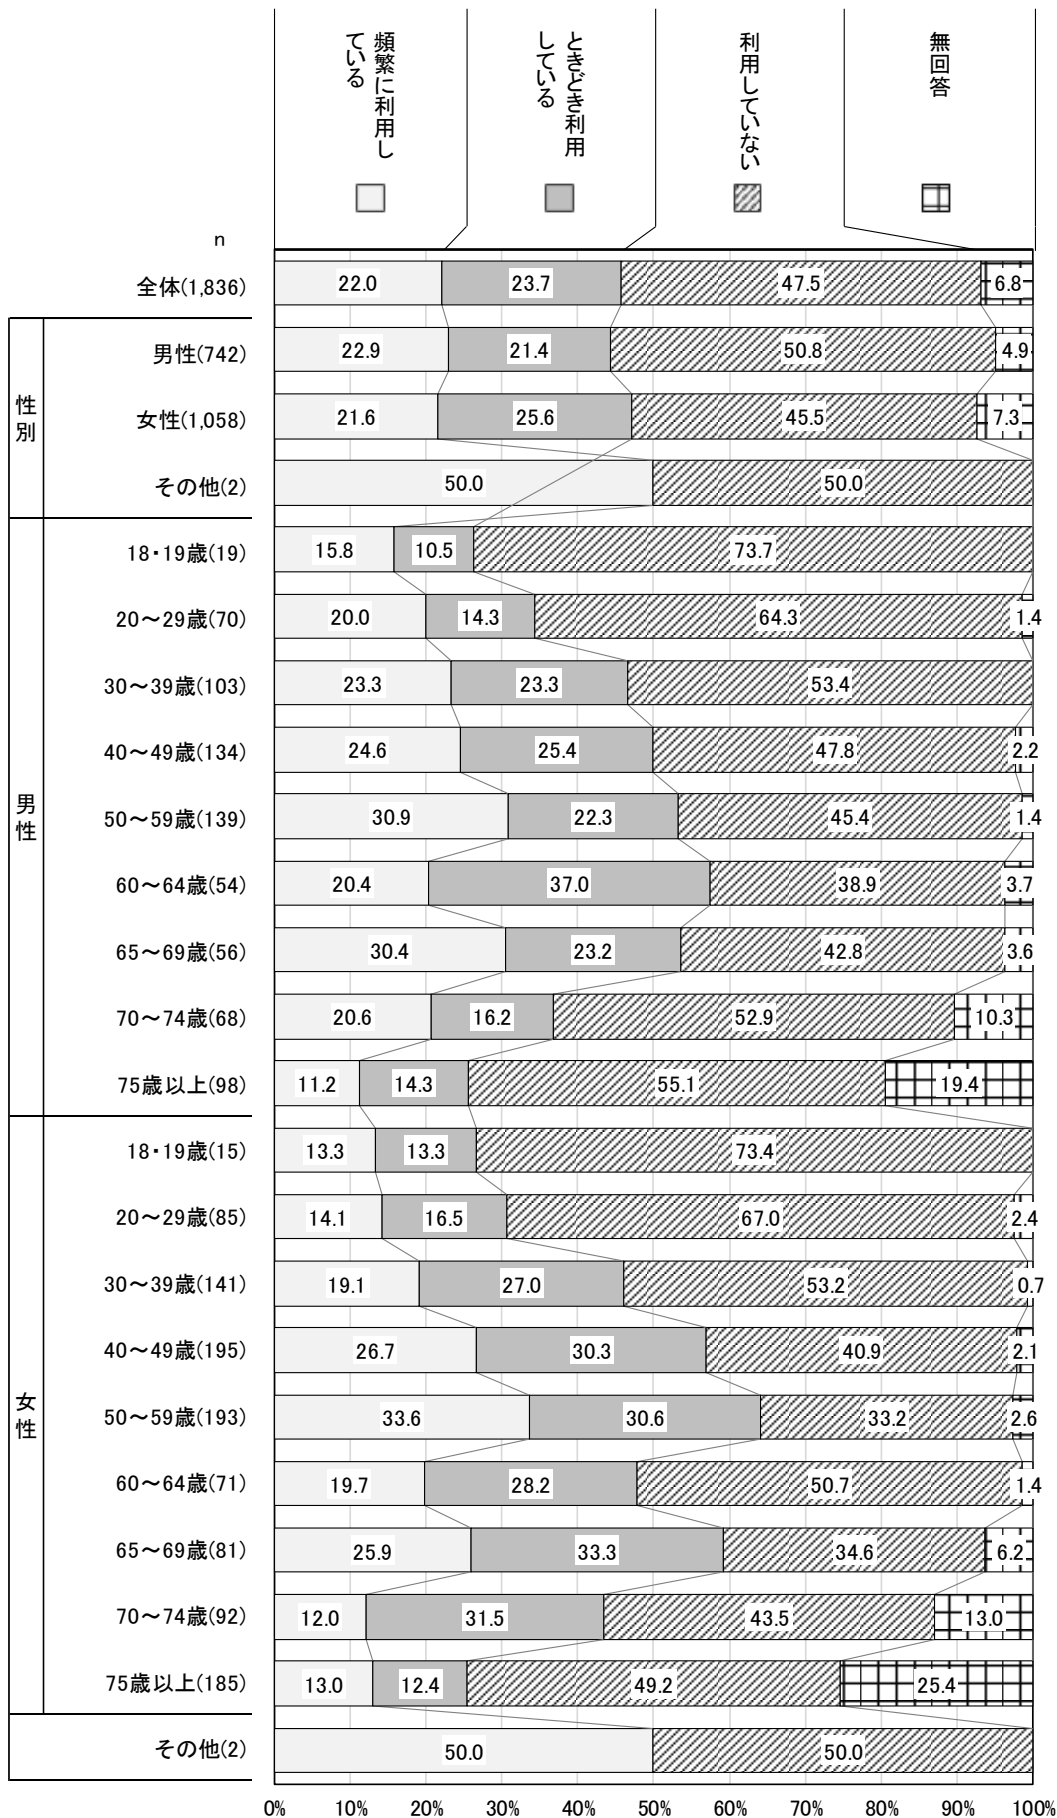 頻繁に利用し
ている
ときどき利用
している
利用していない
無回答
n
全体(1,836)
22.0
23.7
47.5
6.8
性別
男性(742)
22.9
21.4
50.8
4.9
女性(1,058)
21.6
25.6
45.5
7.3
その他(2)
50.0
50.0
男性
18・19歳(19)
15.8
10.5
73.7
20～29歳(70)
20.0
14.3
64.3
1.4
30～39歳(103)
23.3
23.3
53.4
40～49歳(134)
24.6
25.4
47.8
2.2
50～59歳(139)
30.9
22.3
45.4
1.4
60～64歳(54)
20.4
37.0
38.9
3.7
65～69歳(56)
30.4
23.2
42.8
3.6
70～74歳(68)
20.6
16.2
52.9
10.3
75歳以上(98)
11.2
14.3
55.1
19.4
女性
18・19歳(15)
13.3
13.3
73.4
20～29歳(85)
14.1
16.5
67.0
2.4
30～39歳(141)
19.1
27.0
53.2
0.7
40～49歳(195)
26.7
30.3
40.9
2.1
50～59歳(193)
33.6
30.6
33.2
2.6
60～64歳(71)
19.7
28.2
50.7
1.4
65～69歳(81)
25.9
33.3
34.6
6.2
70～74歳(92)
12.0
31.5
43.5
13.0
75歳以上(185)
13.0
12.4
49.2
25.4
その他(2)
50.0
50.0
0% 10% 20% 30% 40% 50% 60% 70% 80% 90% 100%